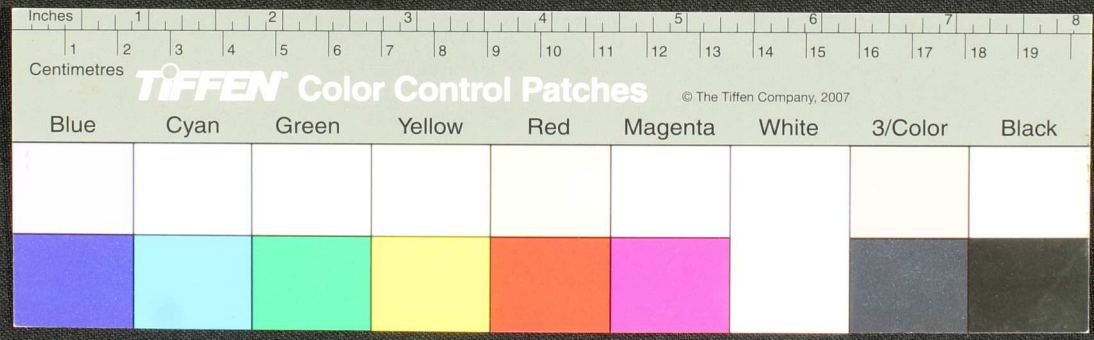 Inches 1 2 3 4 5 6 7 8
1 2 3 4 5 6 7 8 9 10 11 12 13 14 15 16 17 18 19
Centimetres
TIFFEN Color Control Patches © The Tiffen Company, 2007
Blue Cyan Green Yellow Red Magenta White 3/Color Black